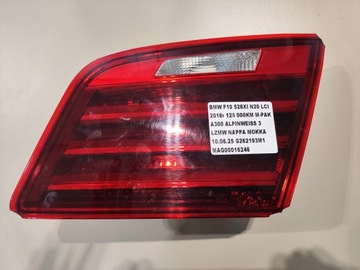 BMW F10 528XI N20 LCI
2016r 125 000KM M-PAK
A300 ALPINWEISS 3
LZMW NAPPA MOKKA
10.06.25 G262193M1
MAG00016246